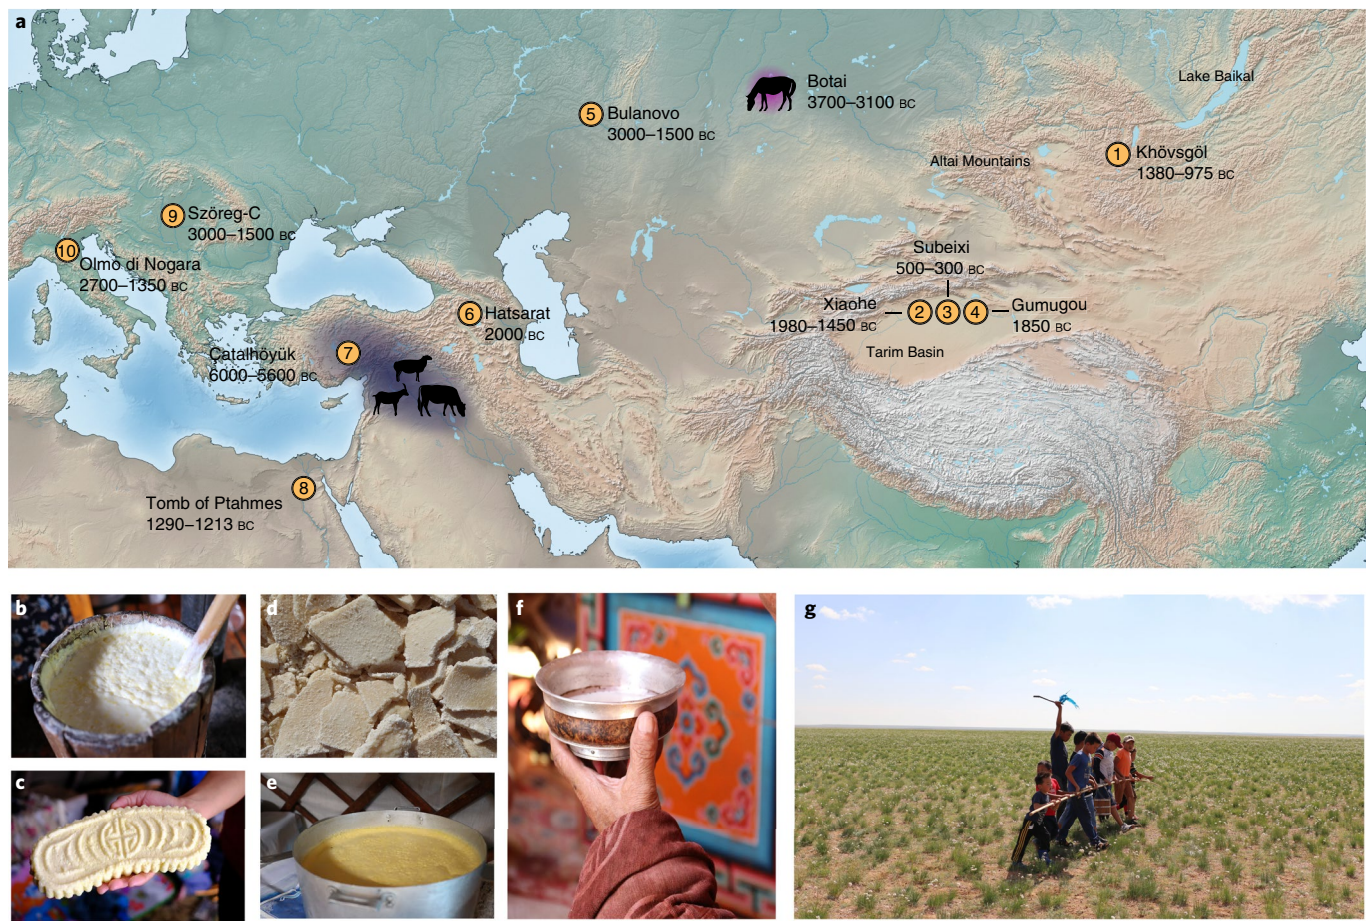 a
Lake Baikal
Botai
3700–3100 BC
5
Bulanovo
3000–1500 BC
1
Khövsgöl
1380–975 BC
Altai Mountains
9
Szöreg-C
3000–1500 BC
10
Olmo di Nogara
2700–1350 BC
Subeixi
500–300 BC
6
Hatsarat
2000 BC
Xiaohe
1980–1450 BC
2
3
4
Gumugou
1850 BC
Tarim Basin
7
Çatalhöyük
6000–5600 BC
8
Tomb of Ptahmes
1290–1213 BC
b
c
d
e
f
g